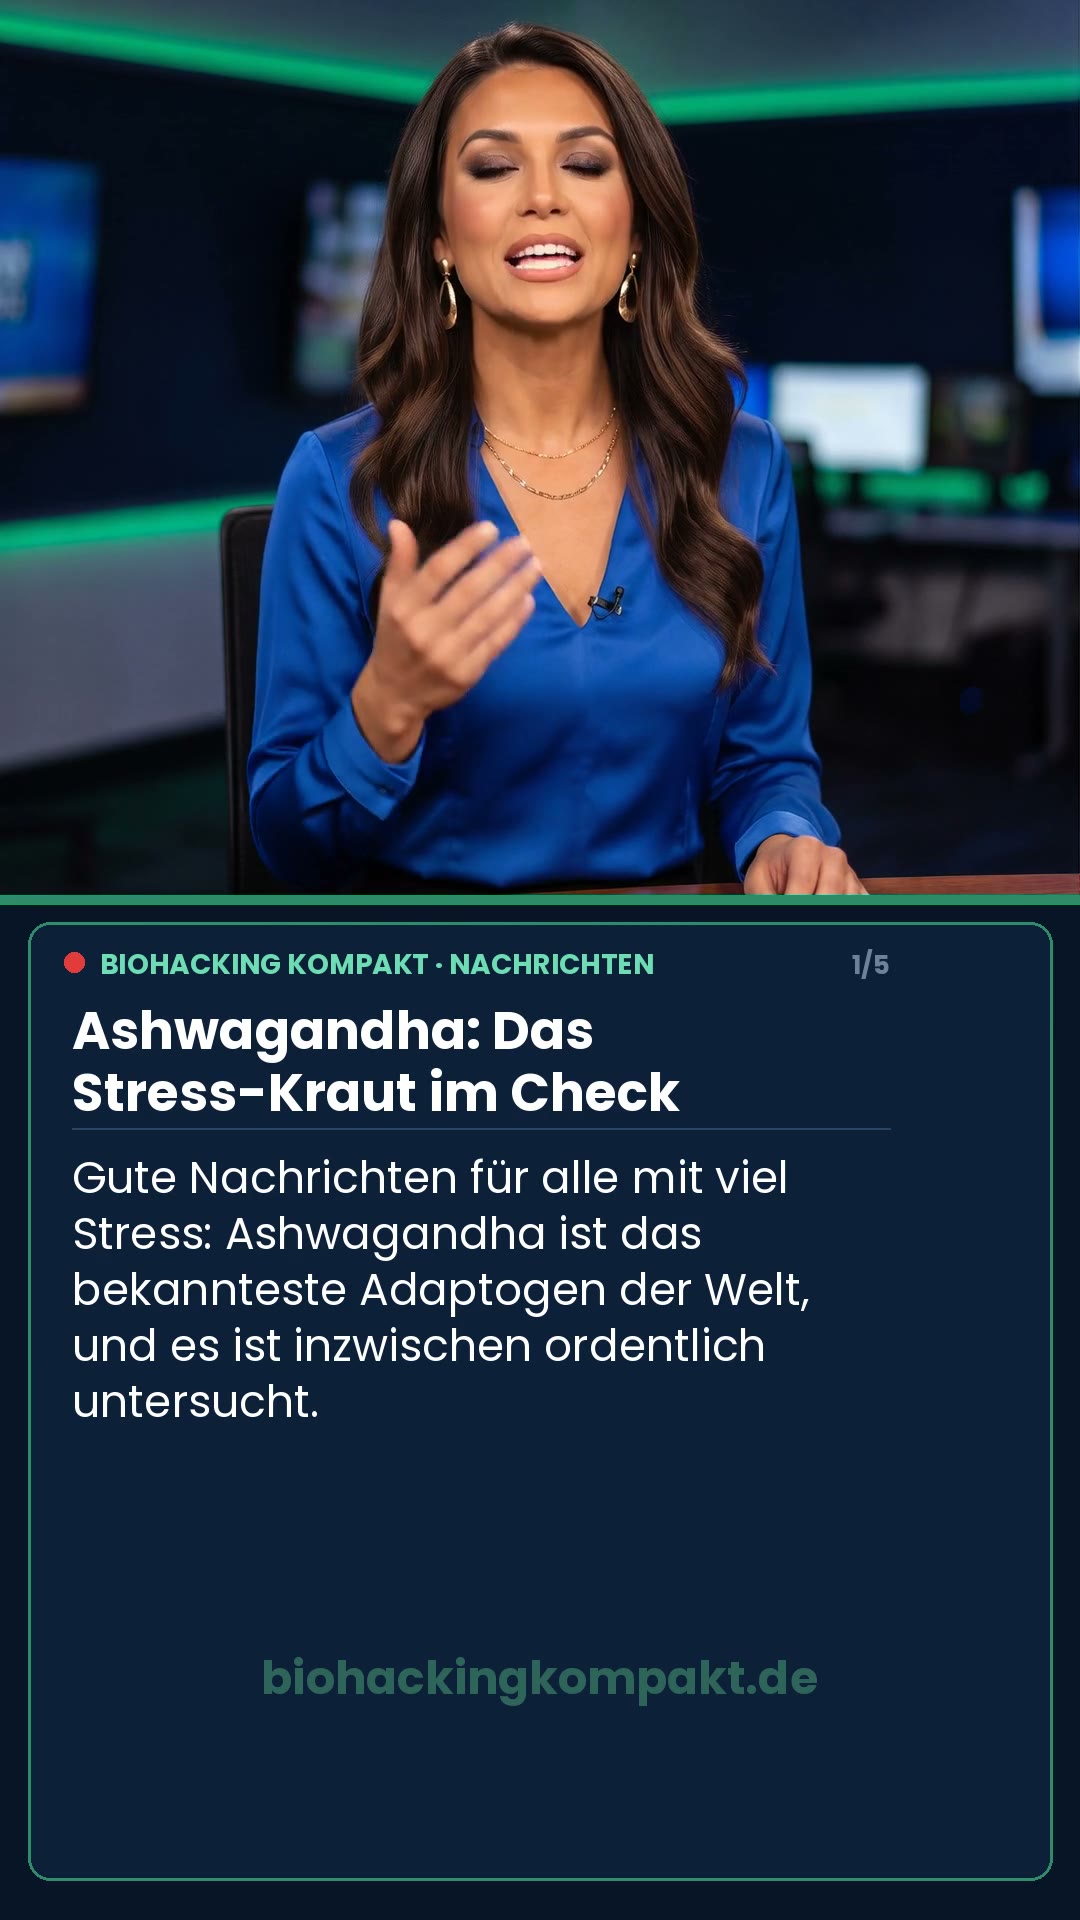 BIOHACKING KOMPAKT · NACHRICHTEN
1/5
Ashwagandha: Das
Stress-Kraut im Check
Gute Nachrichten für alle mit viel
Stress: Ashwagandha ist das
bekannteste Adaptogen der Welt,
und es ist inzwischen ordentlich
untersucht.
biohackingkompakt.de